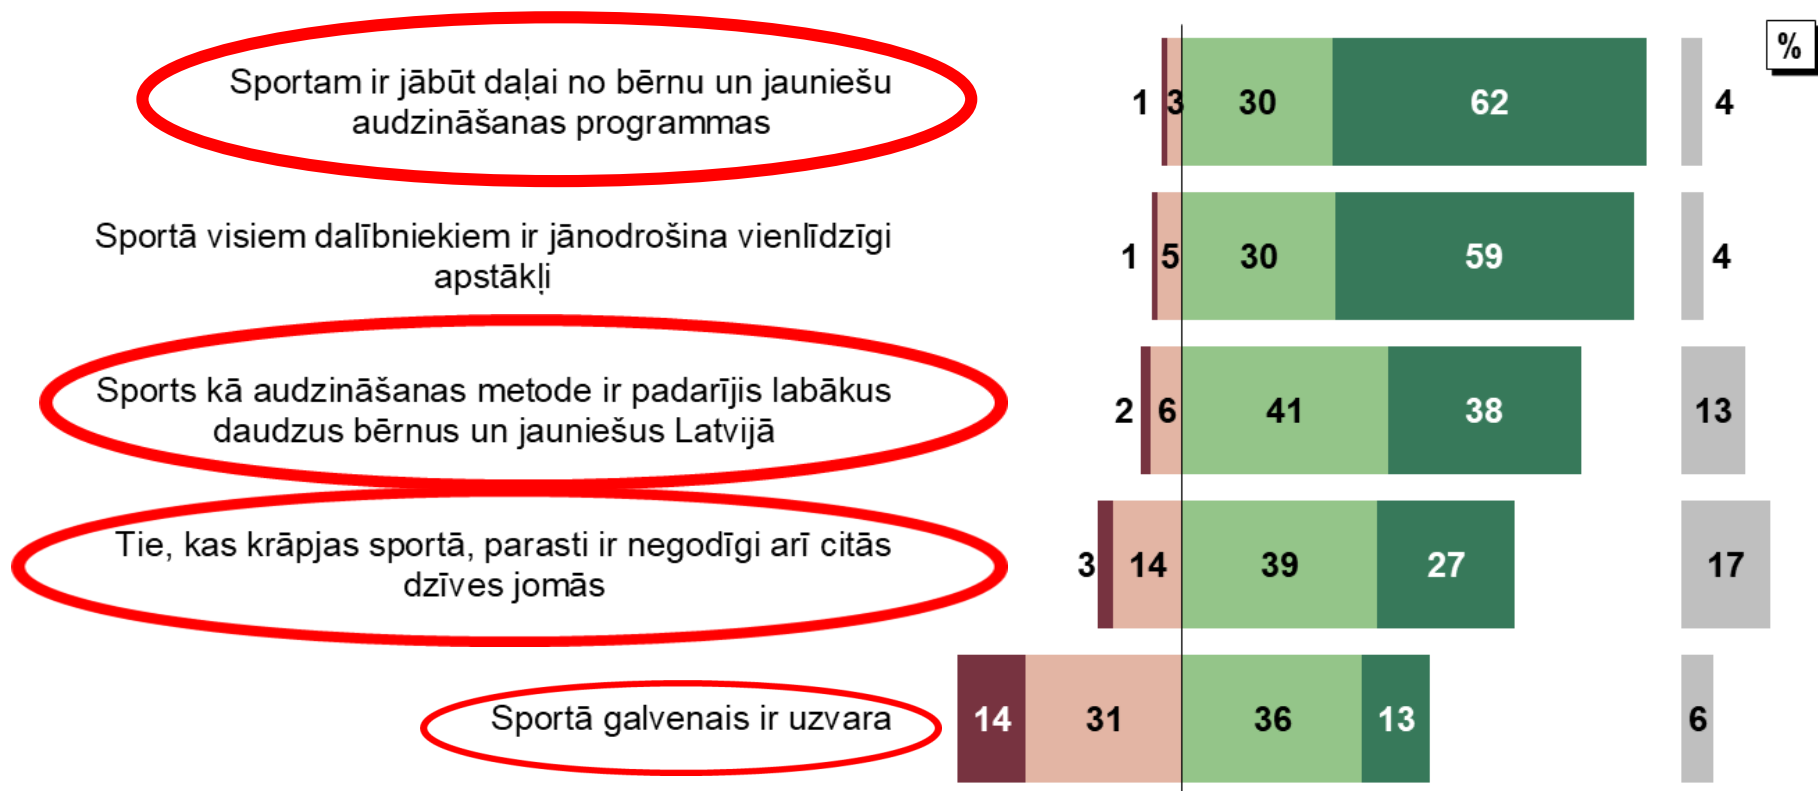 %
Sportam ir jābūt daļai no bērnu un jauniešu
audzināšanas programmas
1 3 30 62 4
Sportā visiem dalībniekiem ir jānodrošina vienlīdzīgi
apstākļi
1 5 30 59 4
Sports kā audzināšanas metode ir padarījis labākus
daudzus bērnus un jauniešus Latvijā
2 6 41 38 13
Tie, kas krāpjas sportā, parasti ir negodīgi arī citās
dzīves jomās
3 14 39 27 17
Sportā galvenais ir uzvara
14 31 36 13 6